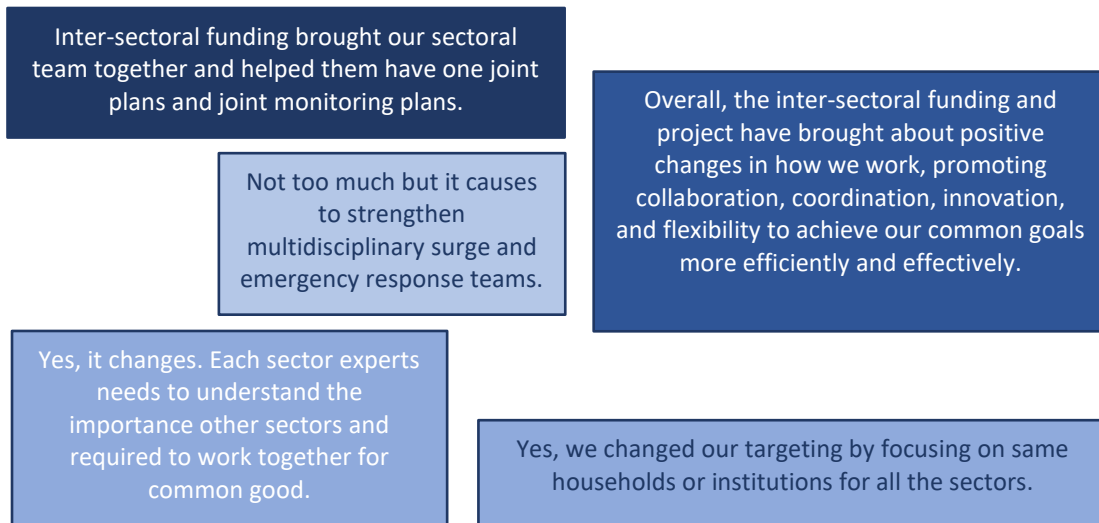 Inter-sectoral funding brought our sectoral
team together and helped them have one joint
plans and joint monitoring plans.
Overall, the inter-sectoral funding and
project have brought about positive
changes in how we work, promoting
collaboration, coordination, innovation,
and flexibility to achieve our common goals
more efficiently and effectively.
Not too much but it causes
to strengthen
multidisciplinary surge and
emergency response teams.
Yes, it changes. Each sector experts
needs to understand the
importance other sectors and
required to work together for
common good.
Yes, we changed our targeting by focusing on same
households or institutions for all the sectors.